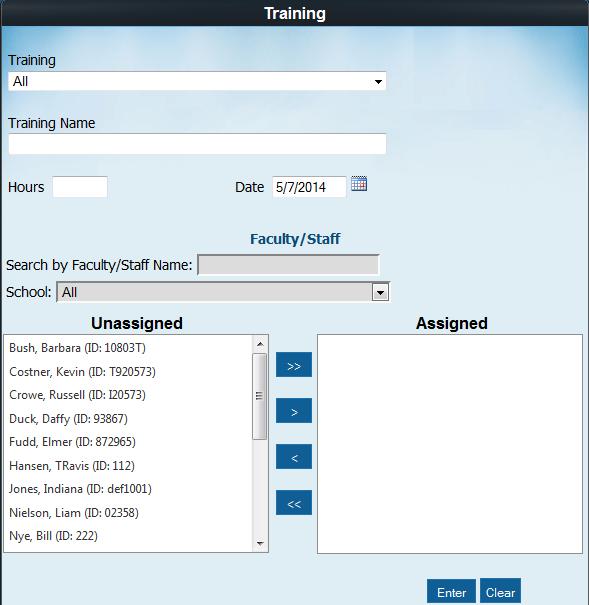 Training
Training
All
Training Name
Hours
Date 5/7/2014
Faculty/Staff
Search by Faculty/Staff Name:
School: All
Unassigned
Assigned
Bush, Barbara (ID: 10803T)
Costner, Kevin (ID: T920573)
Crowe, Russell (ID: I20573)
Duck, Daffy (ID: 93867)
Fudd, Elmer (ID: 872965)
Hansen, TRavis (ID: 112)
Jones, Indiana (ID: def1001)
Nielson, Liam (ID: 02358)
Nye, Bill (ID: 222)
>>
>
<
<<
Enter
Clear